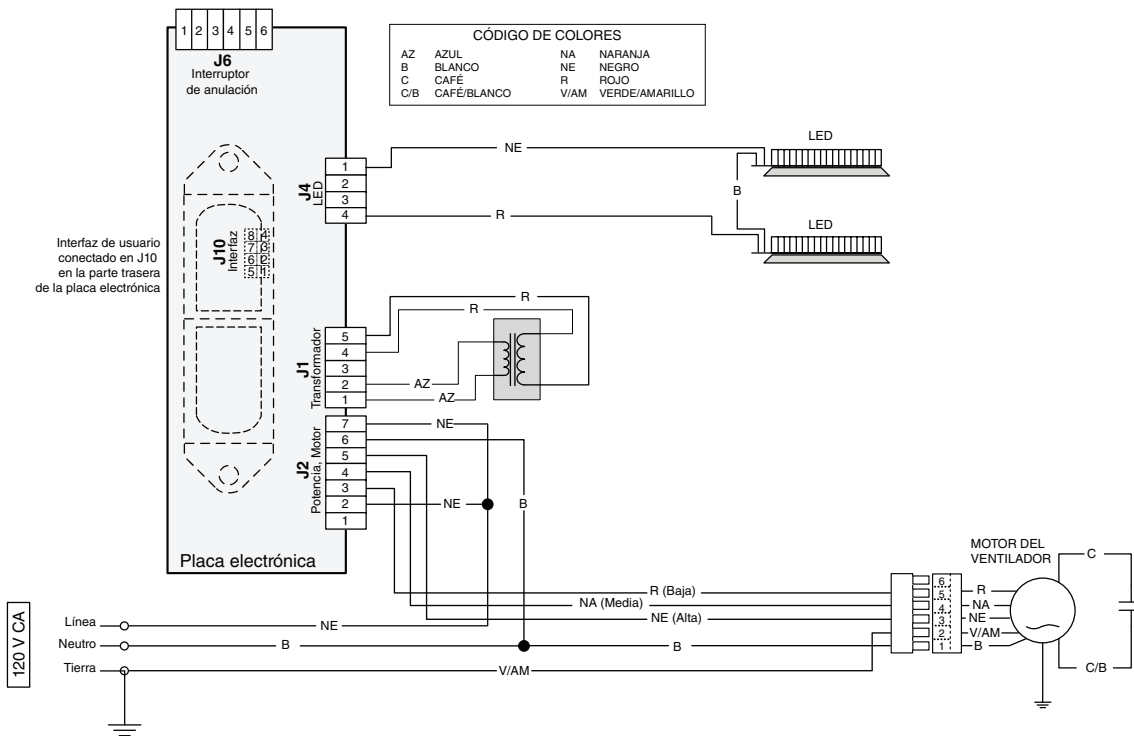 1 2 3 4 5 6
J6
Interruptor
de anulación
CÓDIGO DE COLORES
AZ AZUL NA NARANJA
B BLANCO NE NEGRO
C CAFÉ R ROJO
C/B CAFÉ/BLANCO V/AM VERDE/AMARILLO
J4
LED
1
2
3
4
NE
R
B
LED
LED
Interfaz de usuario
conectado en J10
en la parte trasera
de la placa electrónica
J10
Interfaz
8 4
7 3
6 2
5 1
J1
Transformador
5
4
3
2
1
R
R
AZ
AZ
J2
Potencia, Motor
7
6
5
4
3
2
1
NE
NE
B
Placa electrónica
R (Baja)
NA (Media)
NE (Alta)
120 V CA
Línea
Neutro
Tierra
NE
B
B
V/AM
MOTOR DEL
VENTILADOR
6
5
4
3
2
1
R
NA
NE
V/AM
B
C
C/B